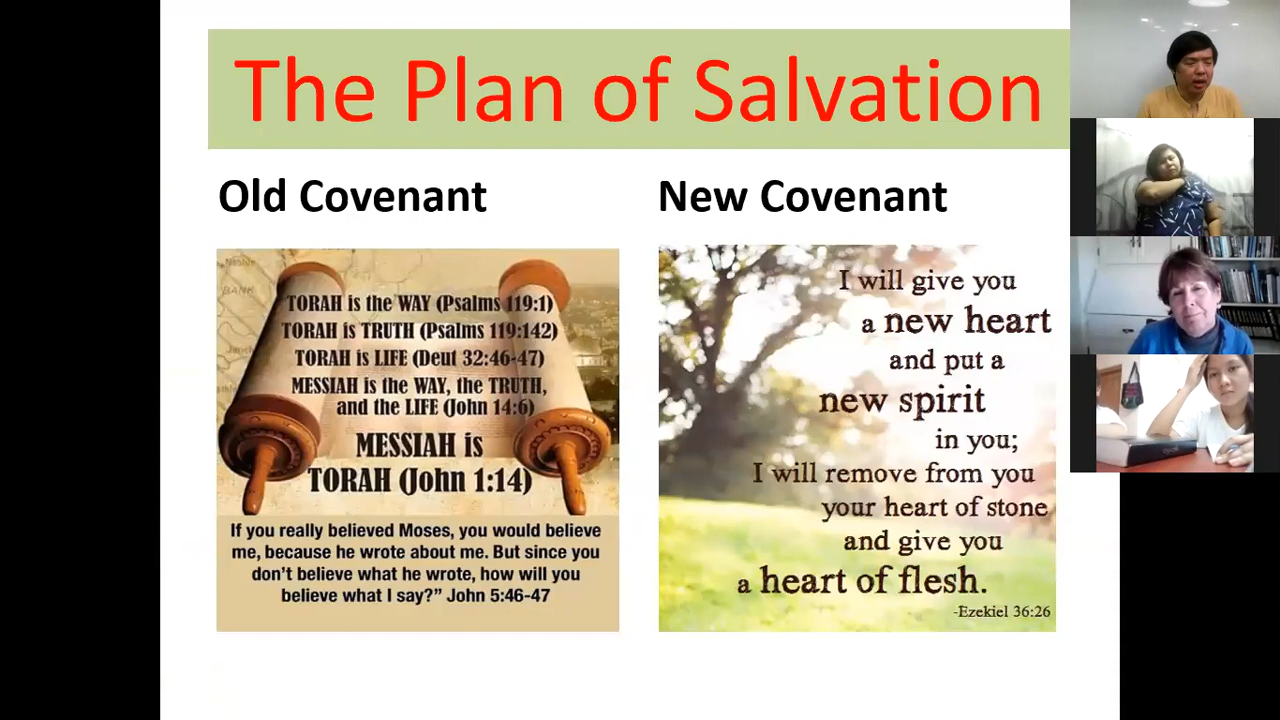 The Plan of Salvation
Old Covenant
TORAH is the WAY (Psalms 119:1)
TORAH is TRUTH (Psalms 119:142)
TORAH is LIFE (Deut 32:46-47)
MESSIAH is the WAY, the TRUTH,
and the LIFE (John 14:6)
MESSIAH is
TORAH (John 1:14)
If you really believed Moses, you would believe
me, because he wrote about me. But since you
don't believe what he wrote, how will you
believe what I say?” John 5:46-47
New Covenant
I will give you
a new heart
and put a
new spirit
in you;
I will remove from you
your heart of stone
and give you
a heart of flesh.
-Ezekiel 36:26